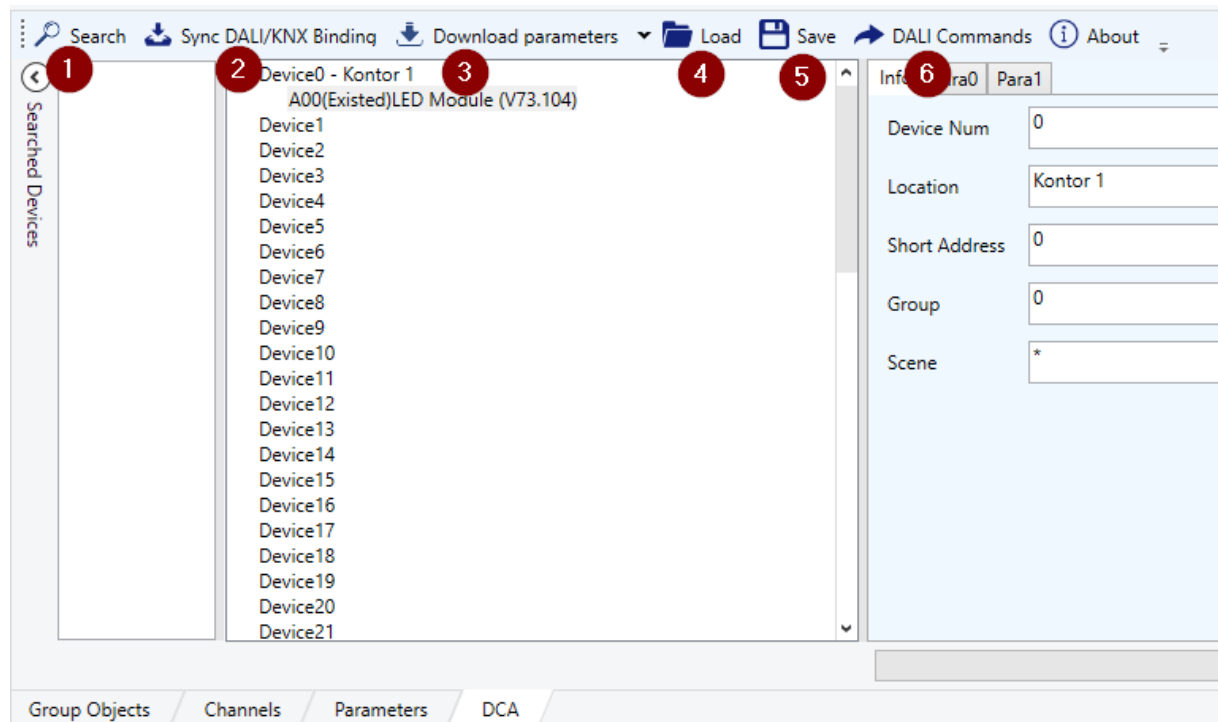 Search Sync DALI/KNX Binding Download parameters Load Save DALI Commands About
1 2 3 4 5 6
Searched Devices
Device0 - Kontor 1
A00(Existed)LED Module (V73.104)
Device1
Device2
Device3
Device4
Device5
Device6
Device7
Device8
Device9
Device10
Device11
Device12
Device13
Device14
Device15
Device16
Device17
Device18
Device19
Device20
Device21
Para1
Device Num 0
Location Kontor 1
Short Address 0
Group 0
Scene *
Group Objects Channels Parameters DCA